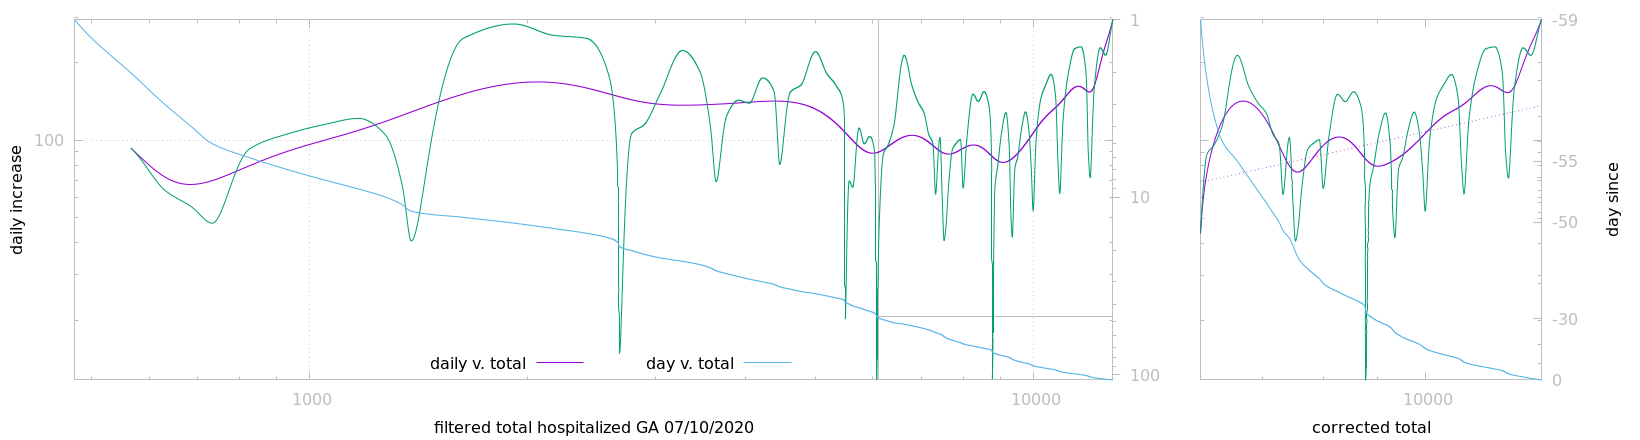 1
-59
100
daily increase
-55
day since
10
-50
-30
daily v. total
day v. total
100
0
1000
10000
10000
filtered total hospitalized GA 07/10/2020
corrected total